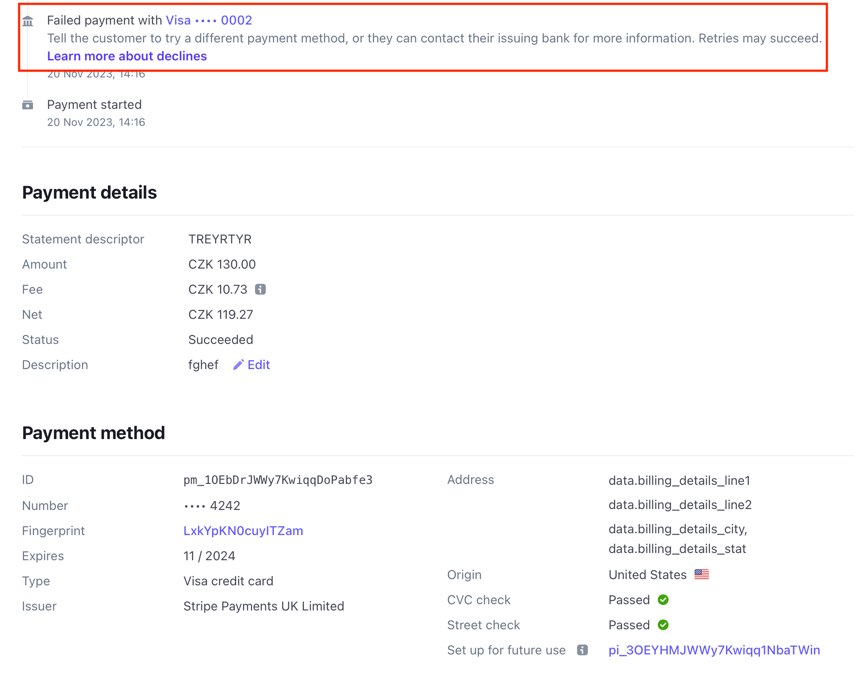 Failed payment with Visa •••• 0002
Tell the customer to try a different payment method, or they can contact their issuing bank for more information. Retries may succeed.
Learn more about declines
20 Nov 2023, 14:16
Payment started
20 Nov 2023, 14:16
Payment details
Statement descriptor TREYRTYR
Amount CZK 130.00
Fee CZK 10.73
Net CZK 119.27
Status Succeeded
Description fghef Edit
Payment method
ID pm_1OEbDrJWWy7KwiqqDoPabfe3
Number •••• 4242
Fingerprint LxkYpKN0cuyITZam
Expires 11 / 2024
Type Visa credit card
Issuer Stripe Payments UK Limited
Address data.billing_details_line1
data.billing_details_line2
data.billing_details_city,
data.billing_details_stat
Origin United States
CVC check Passed
Street check Passed
Set up for future use pi_3OEYHMJWWy7Kwiqq1NbaTWin